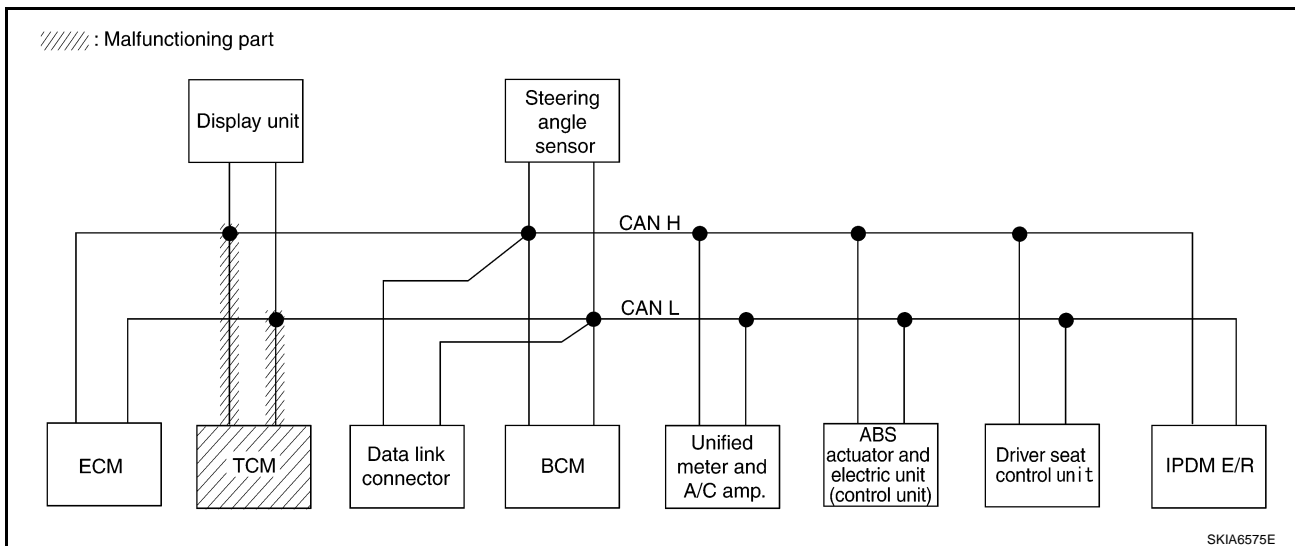 : Malfunctioning part
Display unit
Steering
angle
sensor
CAN H
CAN L
ECM
TCM
Data link
connector
BCM
Unified
meter and
A/C amp.
ABS
actuator and
electric unit
(control unit)
Driver seat
control unit
IPDM E/R
SKIA6575E